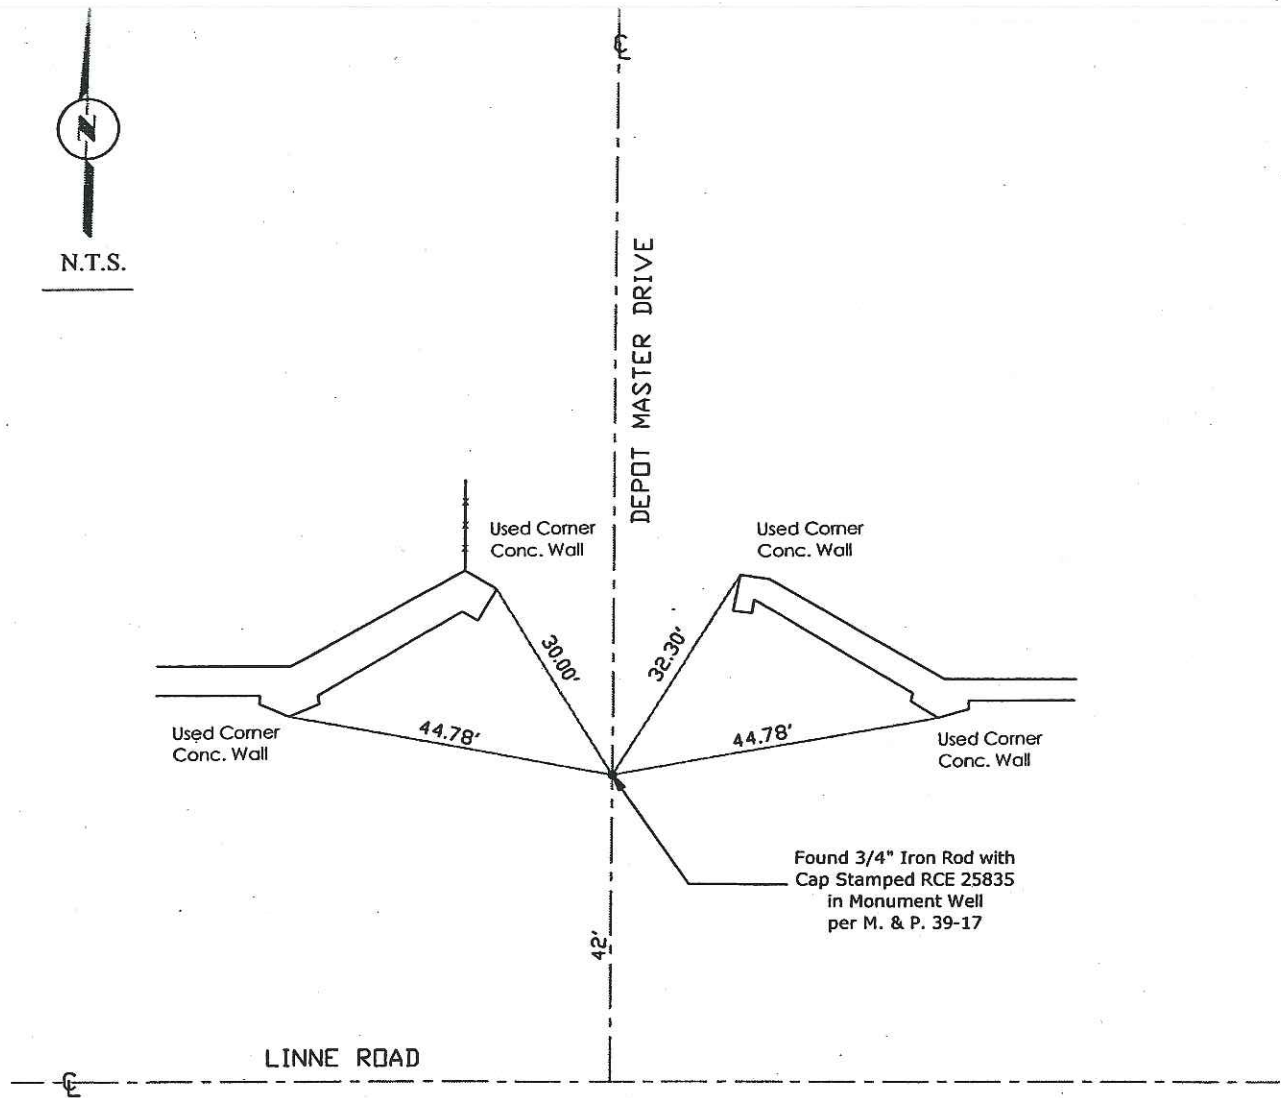 ℄
N
N.T.S.
DEPOT MASTER DRIVE
Used Corner
Conc. Wall
Used Corner
Conc. Wall
30.00'
32.30'
44.78'
44.78'
Used Corner
Conc. Wall
Used Corner
Conc. Wall
Found 3/4" Iron Rod with
Cap Stamped RCE 25835
in Monument Well
per M. & P. 39-17
42'
LINNE ROAD
℄